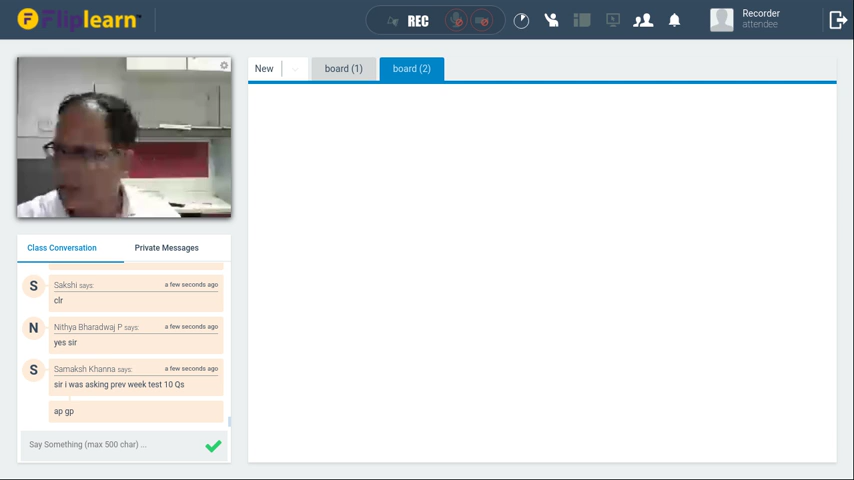 Fliplearn
REC
Recorder
attendee
New
board (1)
board (2)
Class Conversation
Private Messages
S
Sakshi says:
a few seconds ago
clr
N
Nithya Bharadwaj P says:
a few seconds ago
yes sir
S
Samaksh Khanna says:
a few seconds ago
sir i was asking prev week test 10 Qs
ap gp
Say Something (max 500 char) ...